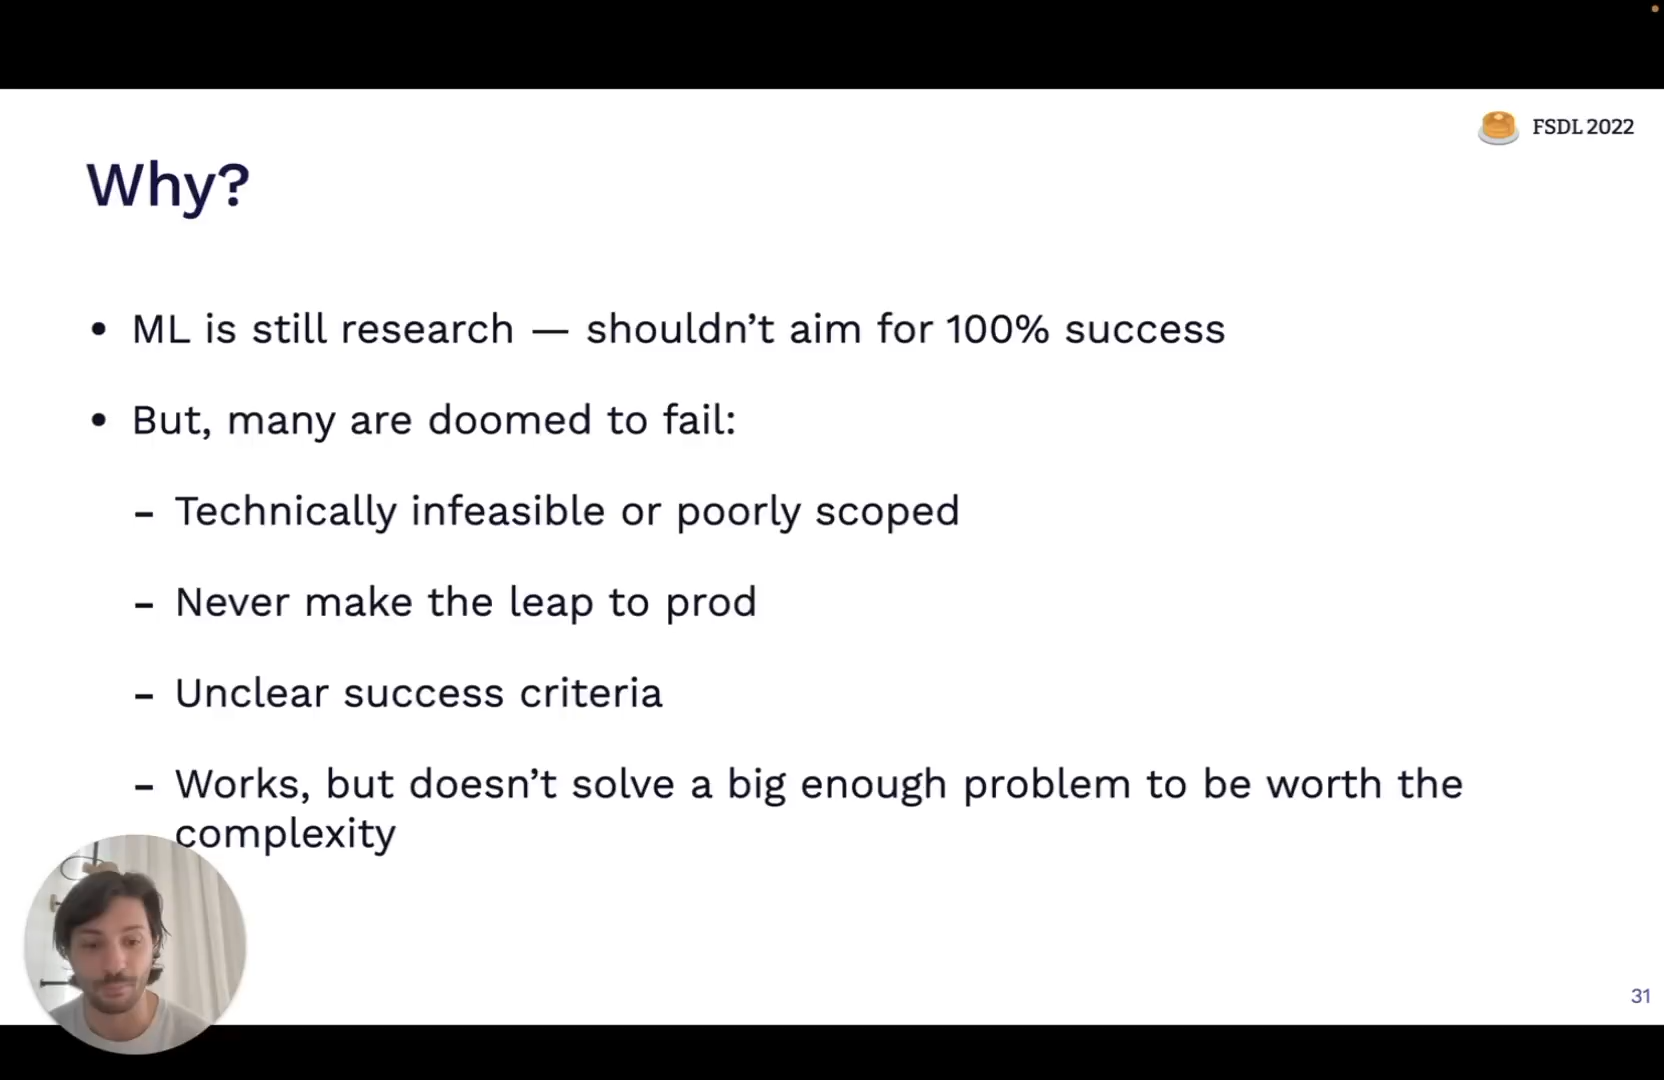 FSDL 2022
Why?
• ML is still research — shouldn’t aim for 100% success
• But, many are doomed to fail:
– Technically infeasible or poorly scoped
– Never make the leap to prod
– Unclear success criteria
– Works, but doesn’t solve a big enough problem to be worth the
complexity
31